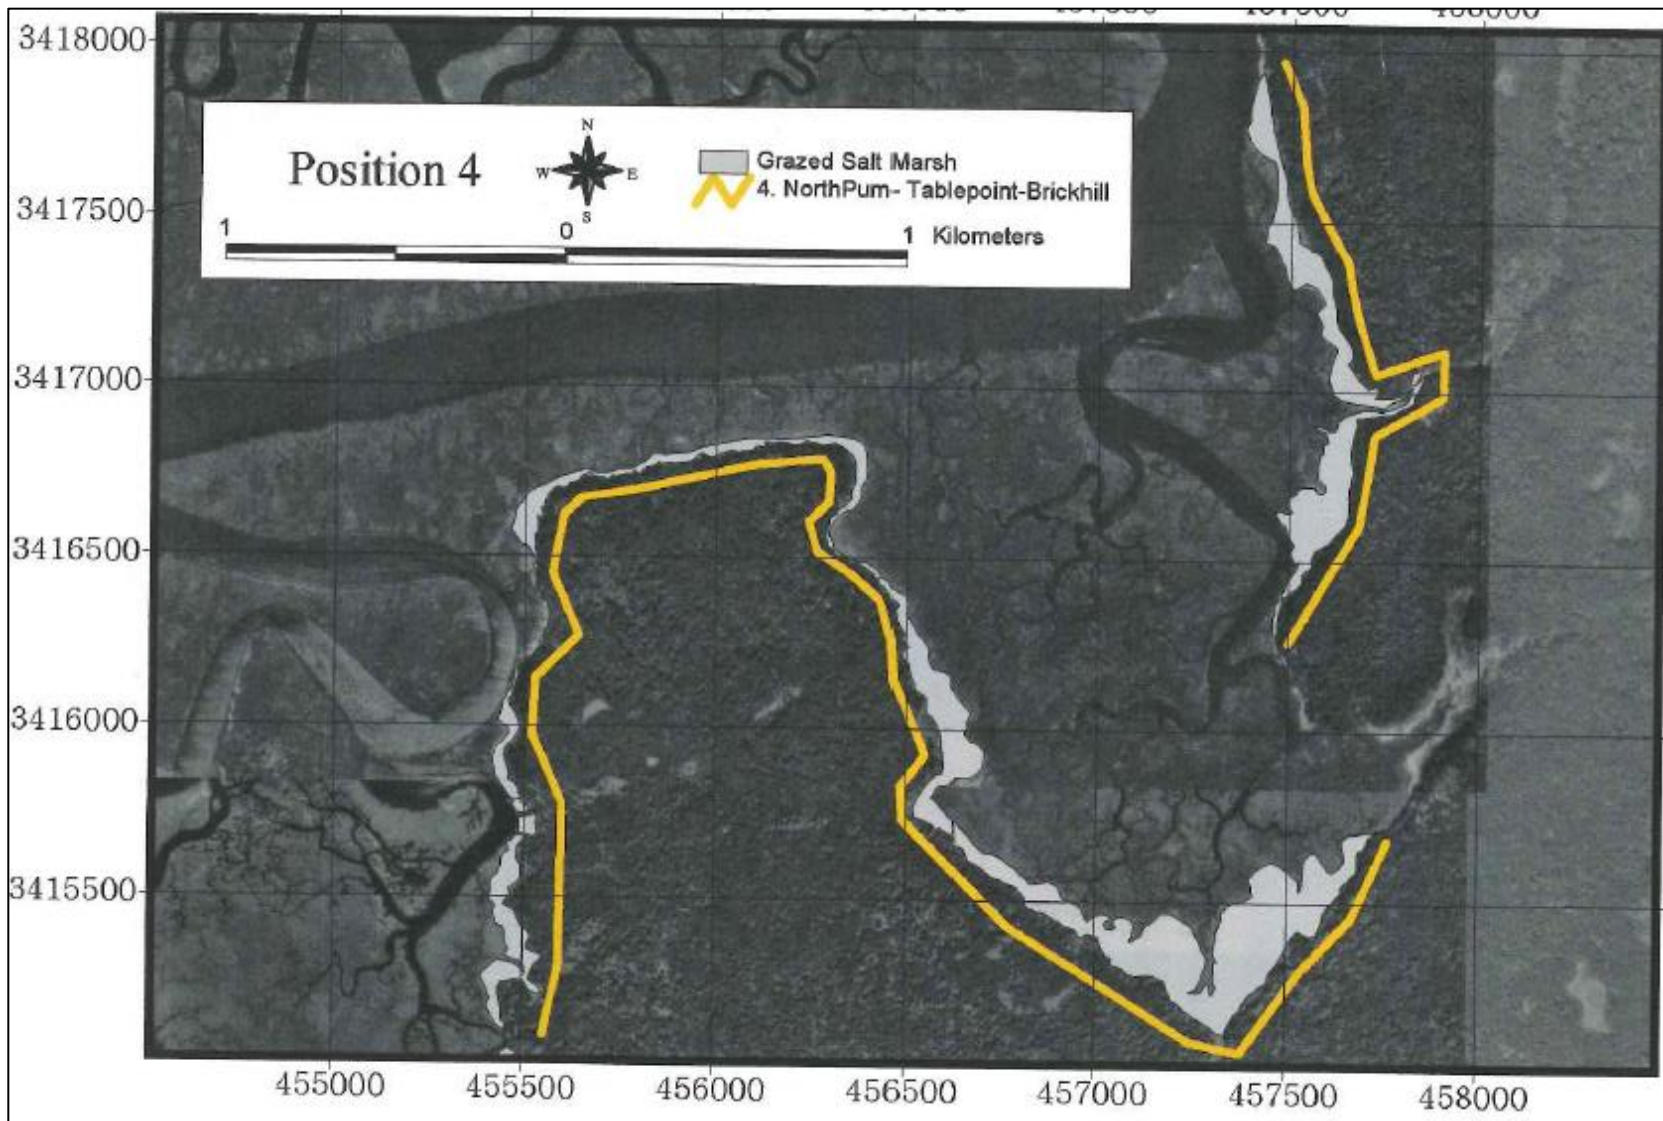 3418000
3417500
3417000
3416500
3416000
3415500
Position 4
N
W
E
S
Grazed Salt Marsh
4. NorthPum- Tablepoint-Brickhill
1 0 1 Kilometers
455000 455500 456000 456500 457000 457500 458000